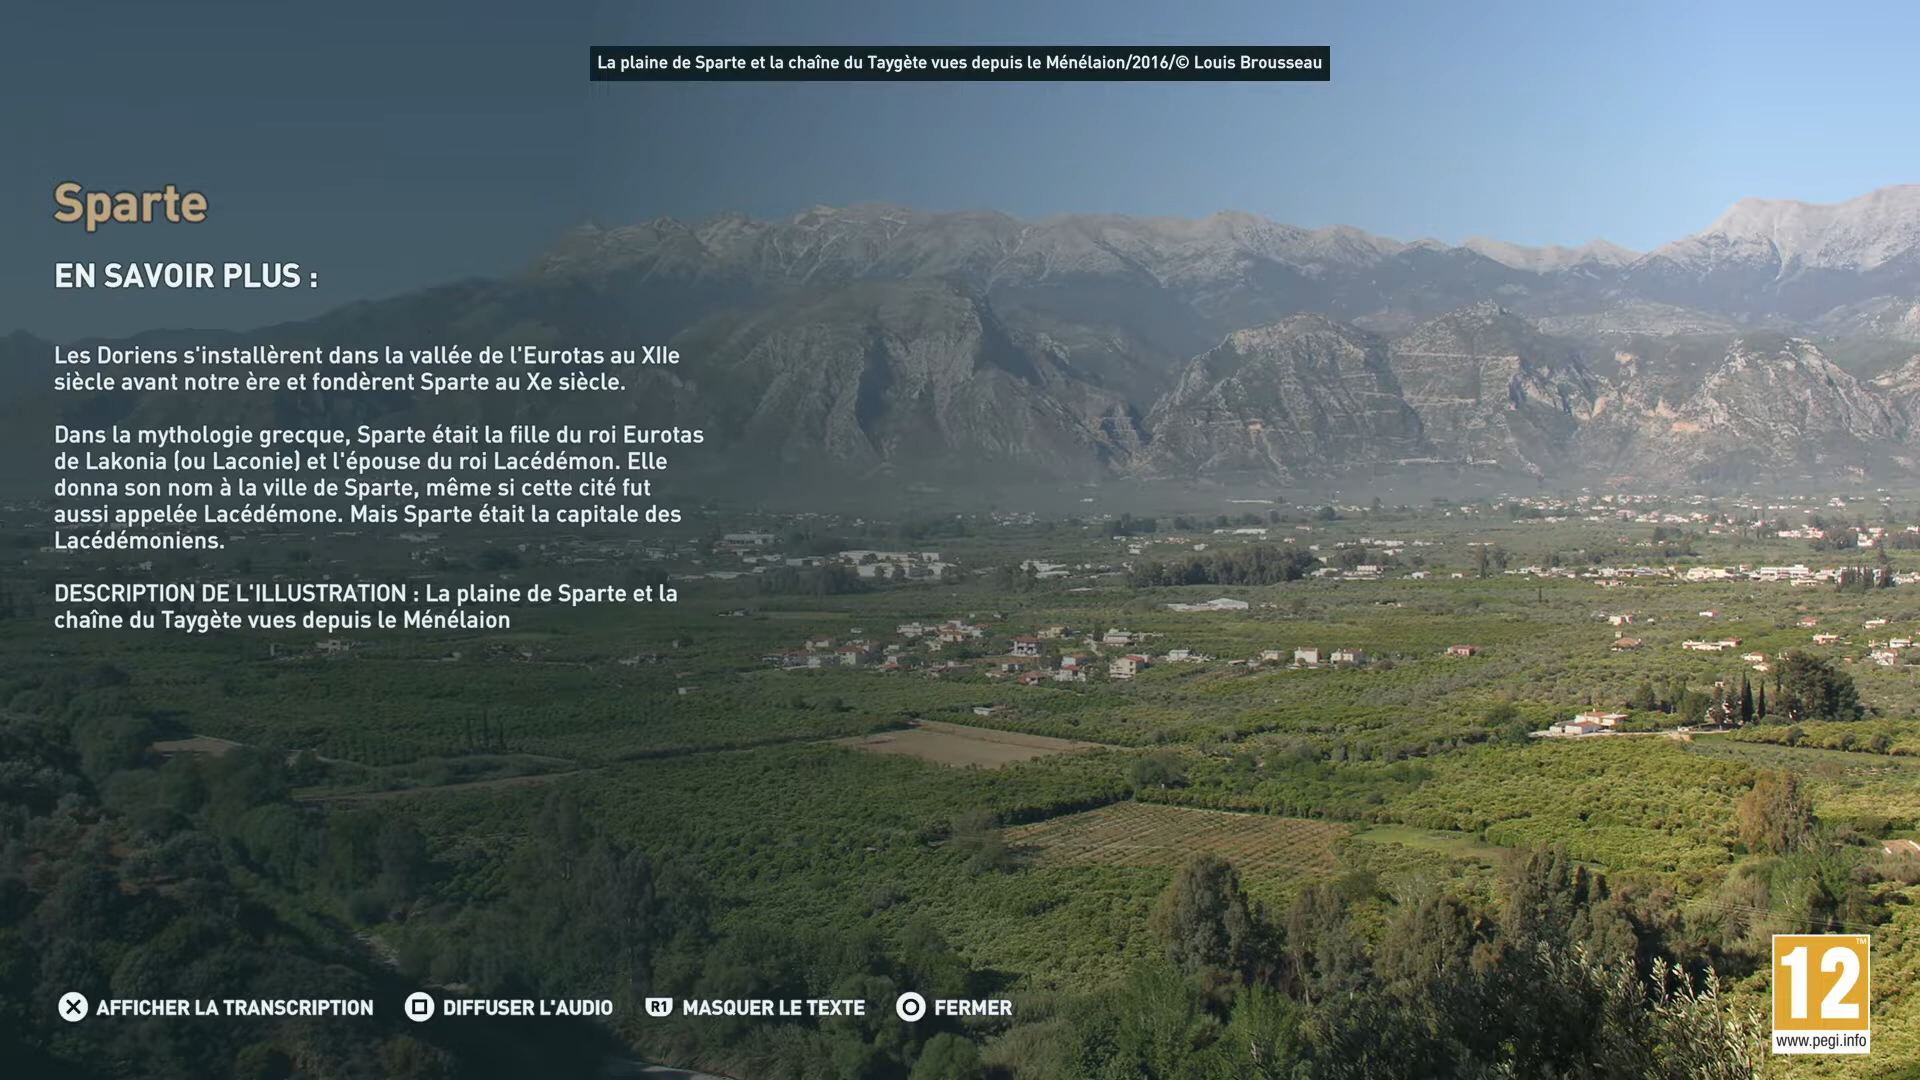 La plaine de Sparte et la chaîne du Taygète vues depuis le Ménélaion/2016/© Louis Brousseau
Sparte
EN SAVOIR PLUS :
Les Doriens s'installèrent dans la vallée de l'Eurotas au XIIe
siècle avant notre ère et fondèrent Sparte au Xe siècle.
Dans la mythologie grecque, Sparte était la fille du roi Eurotas
de Lakonia (ou Laconie) et l'épouse du roi Lacédémon. Elle
donna son nom à la ville de Sparte, même si cette cité fut
aussi appelée Lacédémone. Mais Sparte était la capitale des
Lacédémoniens.
DESCRIPTION DE L'ILLUSTRATION : La plaine de Sparte et la
chaîne du Taygète vues depuis le Ménélaion
AFFICHER LA TRANSCRIPTION DIFFUSER L'AUDIO R1 MASQUER LE TEXTE FERMER
12™
www.pegi.info